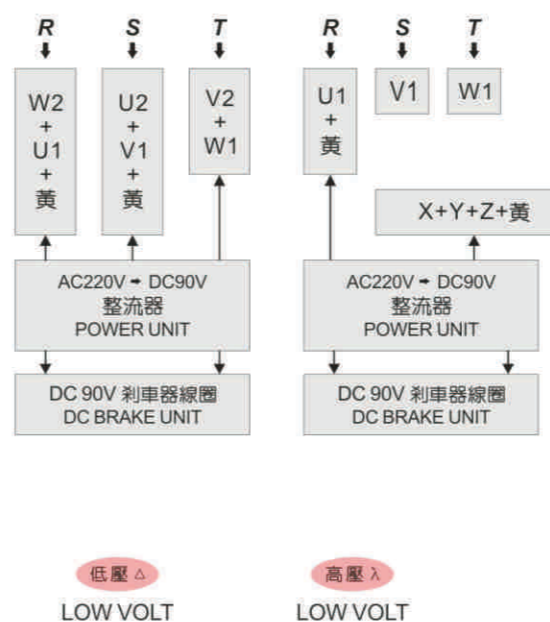 R S T
W2
+
U1
+
黃
U2
+
V1
+
黃
V2
+
W1
AC220V ➡ DC90V
整流器
POWER UNIT
DC 90V 剎車器線圈
DC BRAKE UNIT
低壓 △
LOW VOLT
R S T
U1
+
黃
V1
W1
X+Y+Z+黃
AC220V ➡ DC90V
整流器
POWER UNIT
DC 90V 剎車器線圈
DC BRAKE UNIT
高壓 λ
LOW VOLT